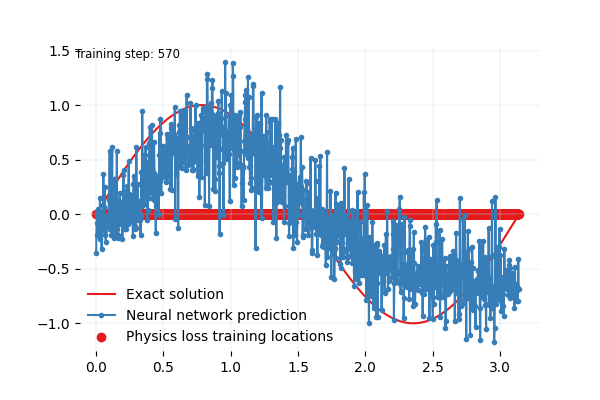 Training step: 570
1.5
1.0
0.5
0.0
−0.5
−1.0
Exact solution
Neural network prediction
Physics loss training locations
0.0 0.5 1.0 1.5 2.0 2.5 3.0